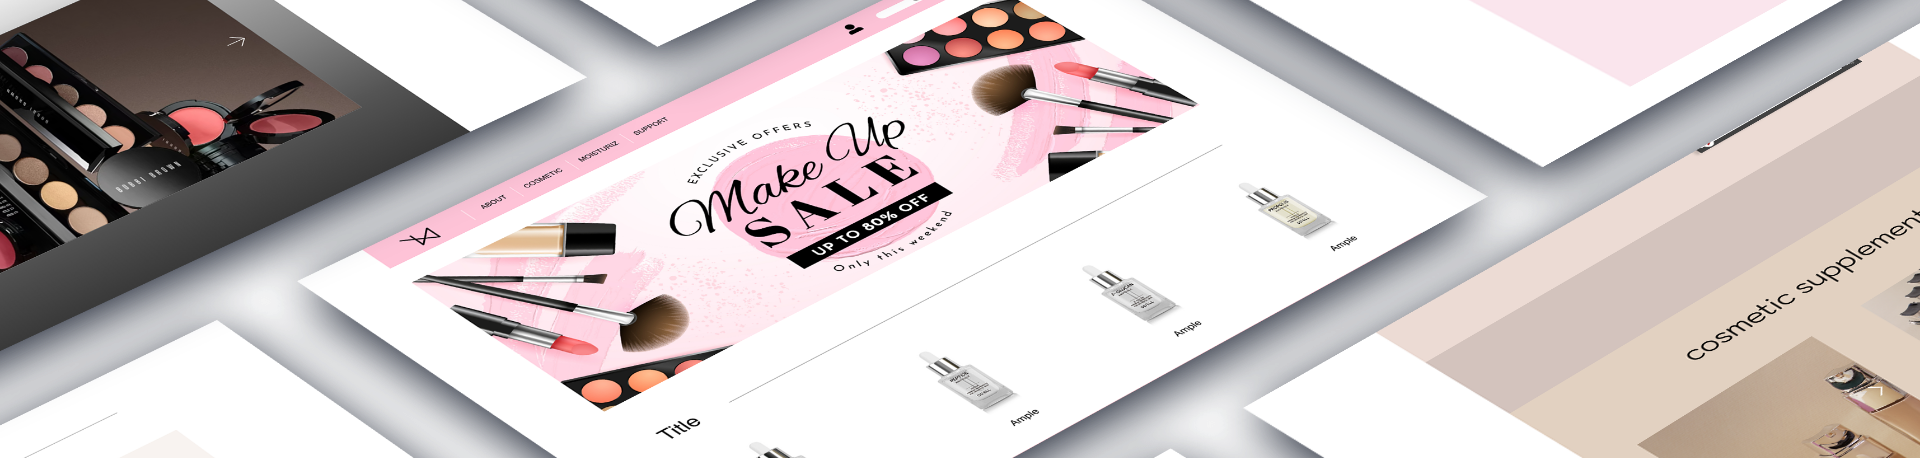 BOBBI BROWN
ABOUT
COSMETIC
MOISTURIZ
SUPPORT
EXCLUSIVE OFFERS
Make Up
SALE
UP TO 80% OFF
Only this weekend
Title
Ample
Ample
Ample
cosmetic supplement